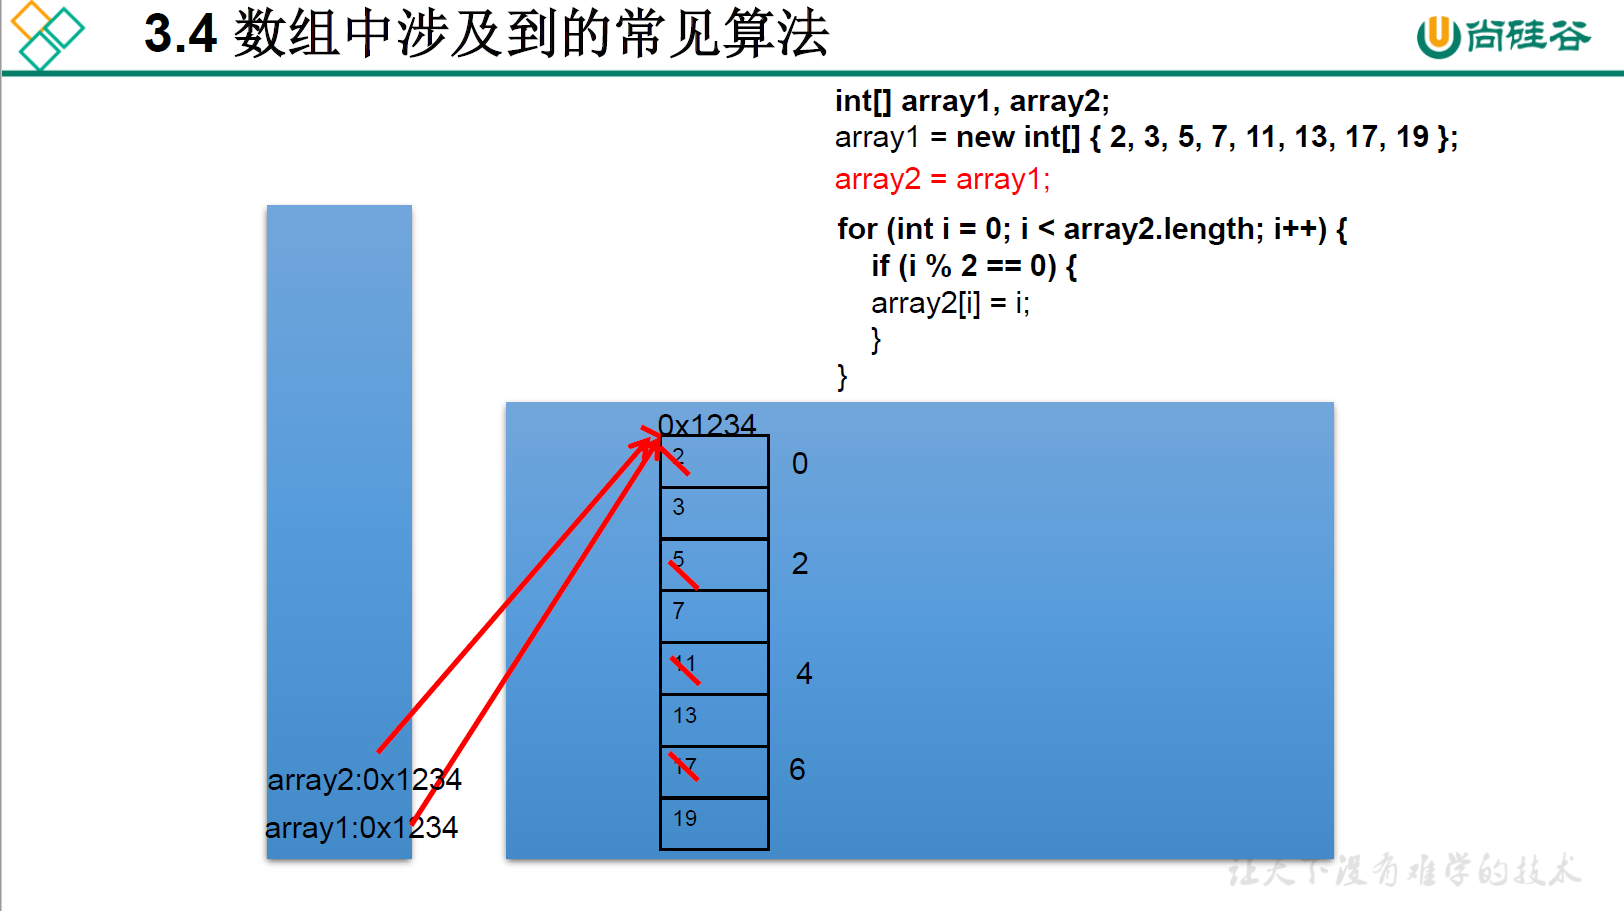 3.4 数组中涉及到的常见算法
尚硅谷
int[] array1, array2;
array1 = new int[] { 2, 3, 5, 7, 11, 13, 17, 19 };
array2 = array1;
for (int i = 0; i < array2.length; i++) {
if (i % 2 == 0) {
array2[i] = i;
}
}
0x1234
2
0
3
5
2
7
11
4
13
17
6
19
array2:0x1234
array1:0x1234
让天下没有难学的技术